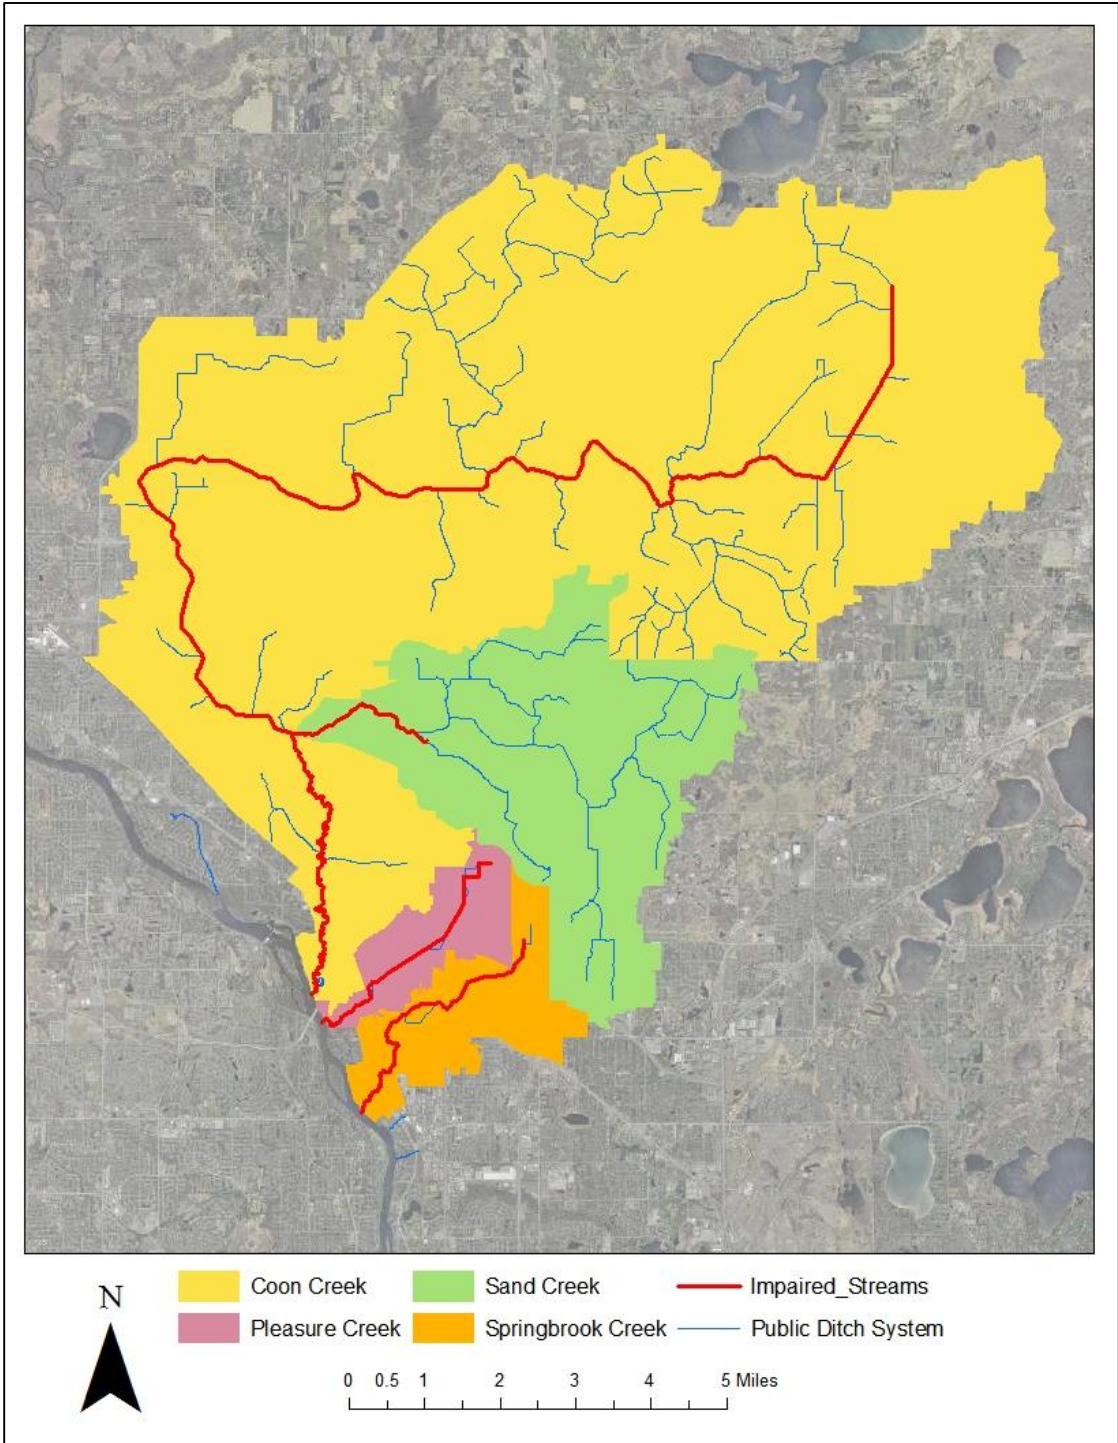 Coon Creek Sand Creek Impaired_Streams
N
Pleasure Creek Springbrook Creek Public Ditch System
0 0.5 1 2 3 4 5 Miles